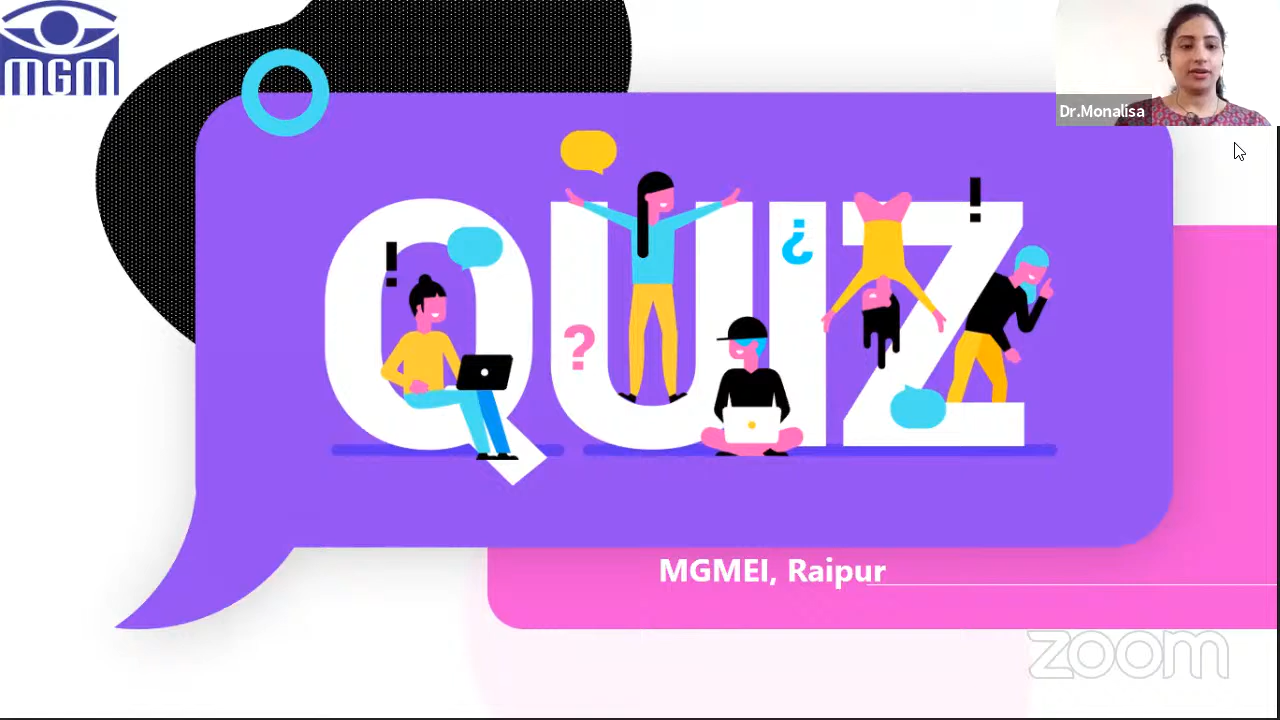 MGM
Dr.Monalisa
QUIZ
! ? ¿ !
MGMEI, Raipur
zoom